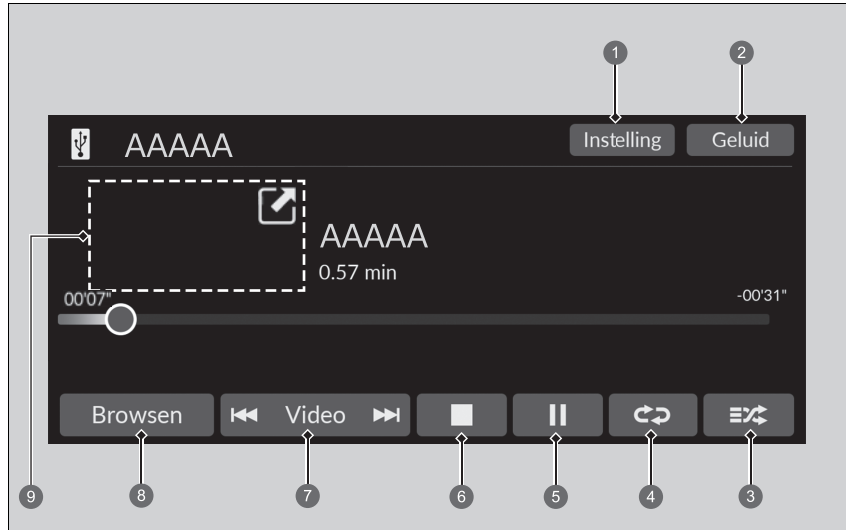 1 2
AAAAA Instelling Geluid
AAAAA
0.57 min
00'07" -00'31"
Browsen Video
9 8 7 6 5 4 3